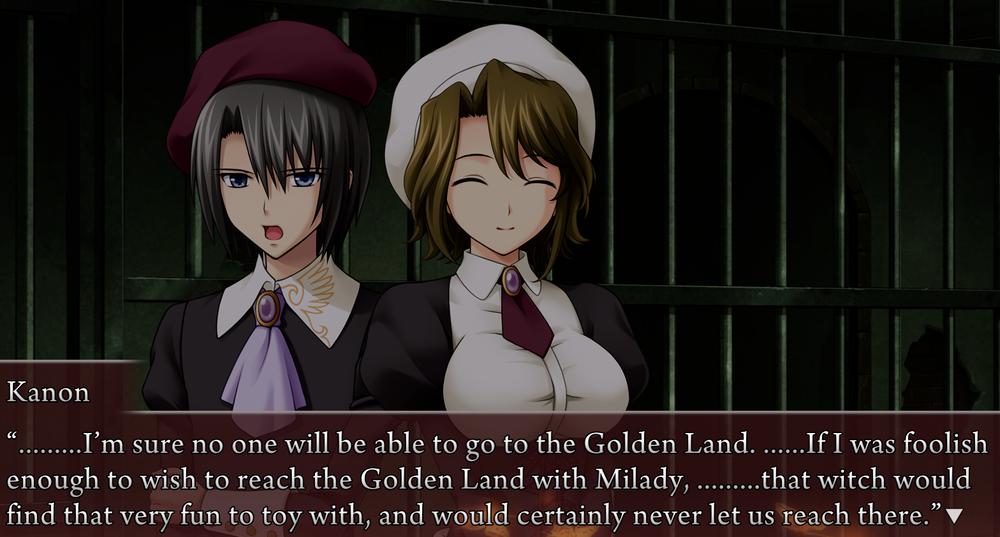 Kanon
“.........I’m sure no one will be able to go to the Golden Land. ......If I was foolish
enough to wish to reach the Golden Land with Milady, .........that witch would
find that very fun to toy with, and would certainly never let us reach there.”▼